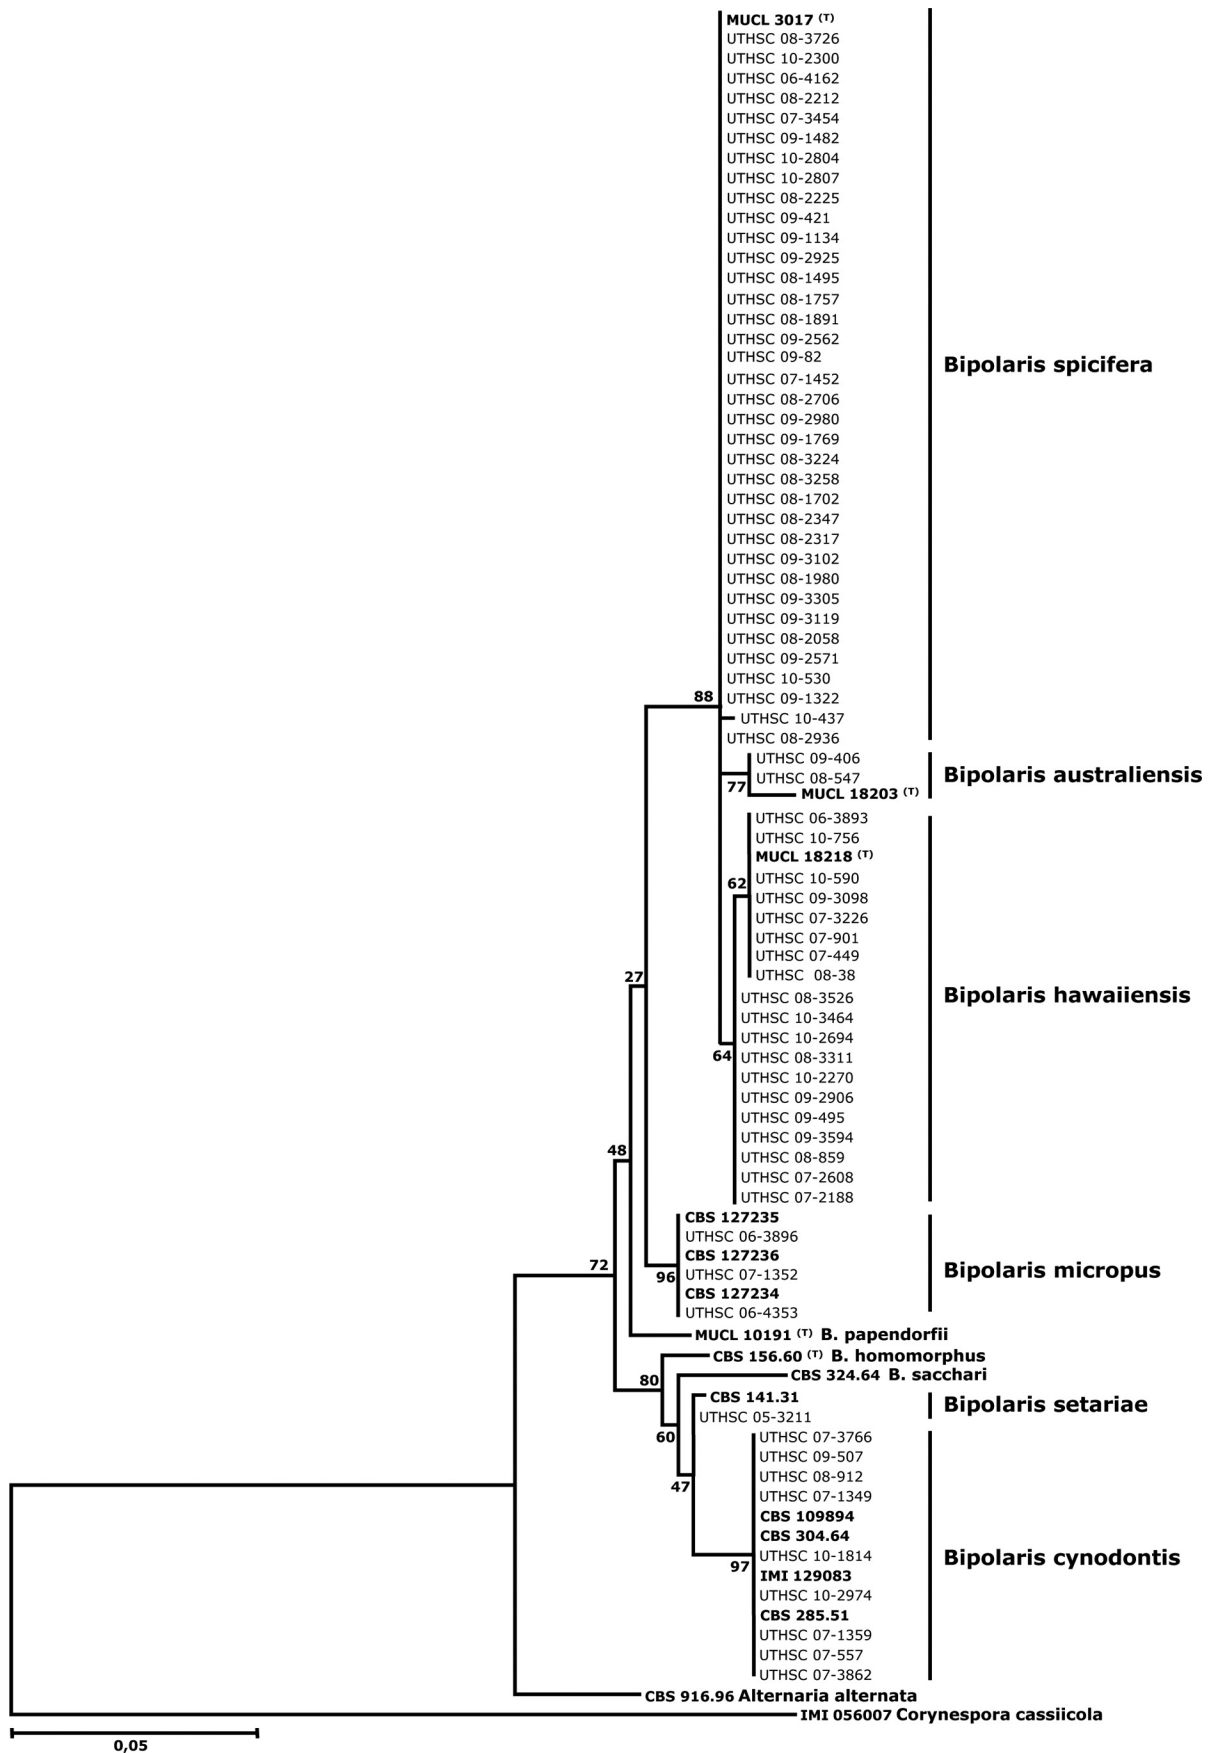 MUCL 3017 (T)
UTHSC 08-3726
UTHSC 10-2300
UTHSC 06-4162
UTHSC 08-2212
UTHSC 07-3454
UTHSC 09-1482
UTHSC 10-2804
UTHSC 10-2807
UTHSC 08-2225
UTHSC 09-421
UTHSC 09-1134
UTHSC 09-2925
UTHSC 08-1495
UTHSC 08-1757
UTHSC 08-1891
UTHSC 09-2562
UTHSC 09-82
Bipolaris spicifera
UTHSC 07-1452
UTHSC 08-2706
UTHSC 09-2980
UTHSC 09-1769
UTHSC 08-3224
UTHSC 08-3258
UTHSC 08-1702
UTHSC 08-2347
UTHSC 08-2317
UTHSC 09-3102
UTHSC 08-1980
UTHSC 09-3305
UTHSC 09-3119
UTHSC 08-2058
UTHSC 09-2571
UTHSC 10-530
88
UTHSC 09-1322
UTHSC 10-437
UTHSC 08-2936
UTHSC 09-406
Bipolaris australiensis
UTHSC 08-547
77
MUCL 18203 (T)
UTHSC 06-3893
UTHSC 10-756
MUCL 18218 (T)
UTHSC 10-590
62
UTHSC 09-3098
UTHSC 07-3226
UTHSC 07-901
UTHSC 07-449
UTHSC 08-38
27
Bipolaris hawaiiensis
UTHSC 08-3526
UTHSC 10-3464
UTHSC 10-2694
UTHSC 08-3311
64
UTHSC 10-2270
UTHSC 09-2906
UTHSC 09-495
UTHSC 09-3594
48
UTHSC 08-859
UTHSC 07-2608
UTHSC 07-2188
CBS 127235
UTHSC 06-3896
CBS 127236
72
Bipolaris micropus
UTHSC 07-1352
96
CBS 127234
UTHSC 06-4353
MUCL 10191 (T) B. papendorfii
CBS 156.60 (T) B. homomorphus
CBS 324.64 B. sacchari
80
CBS 141.31
Bipolaris setariae
UTHSC 05-3211
60
UTHSC 07-3766
UTHSC 09-507
UTHSC 08-912
47
UTHSC 07-1349
CBS 109894
CBS 304.64
UTHSC 10-1814
Bipolaris cynodontis
97
IMI 129083
UTHSC 10-2974
CBS 285.51
UTHSC 07-1359
UTHSC 07-557
UTHSC 07-3862
CBS 916.96 Alternaria alternata
IMI 056007 Corynespora cassiicola
0,05